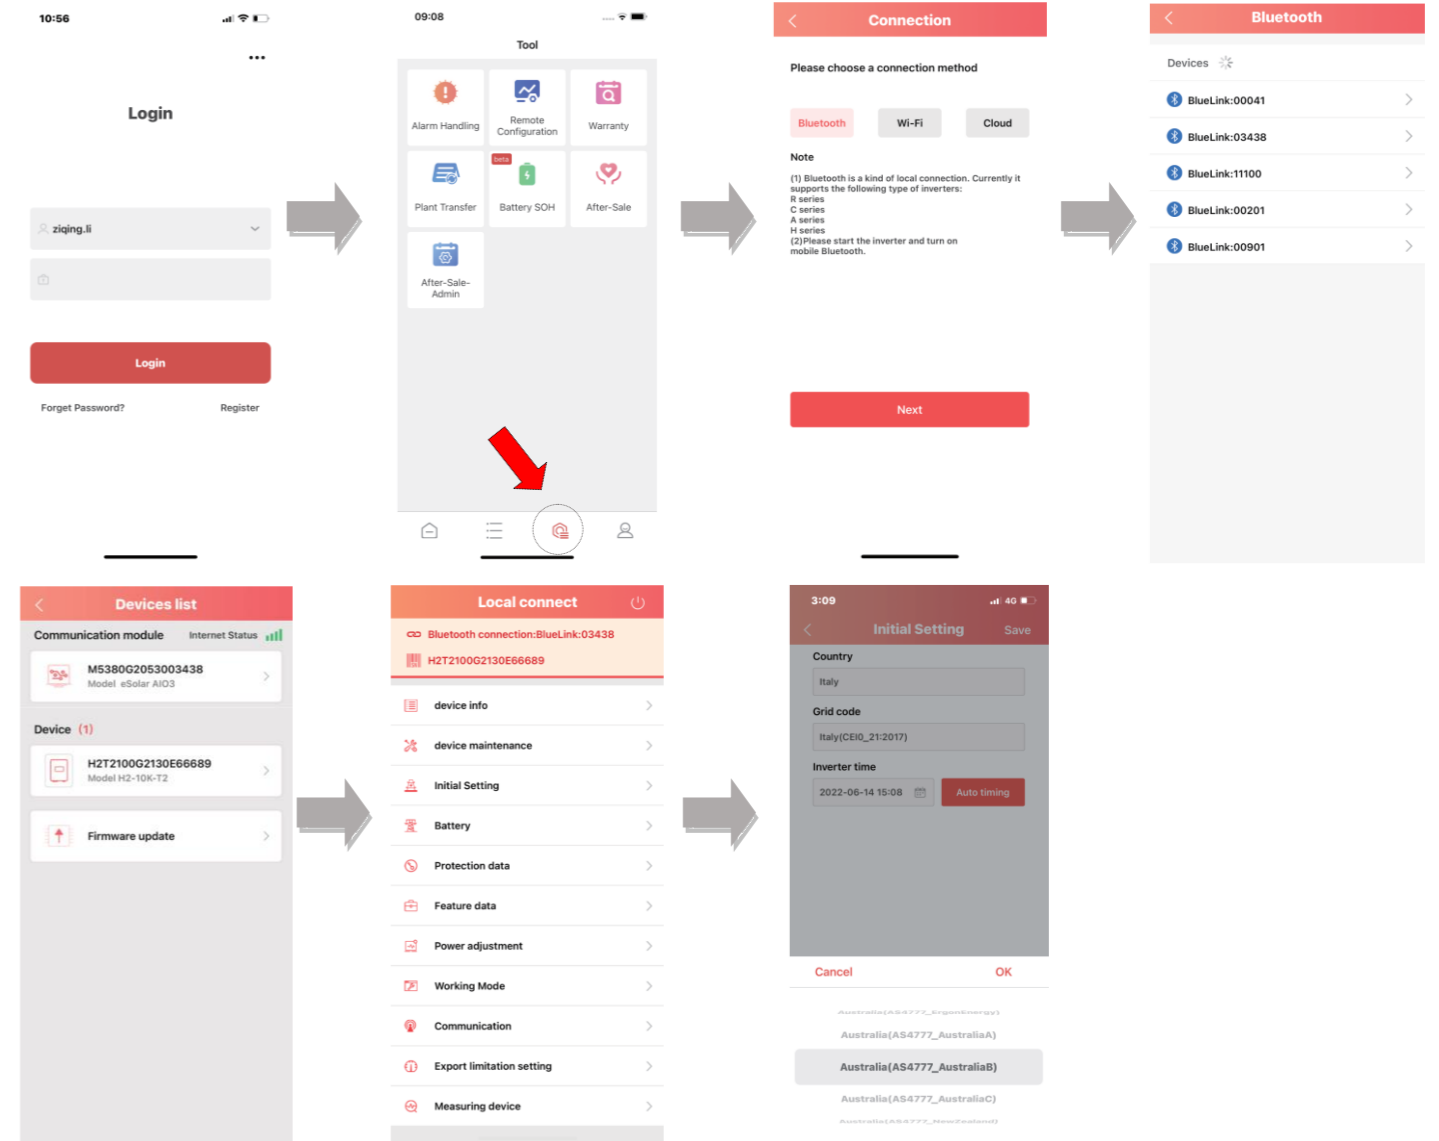 10:56
Login
ziqing.li
Login
Forget Password?
Register
09:08
Tool
Alarm Handling
Remote
Configuration
Warranty
Plant Transfer
beta
Battery SOH
After-Sale
After-Sale-
Admin
Connection
Please choose a connection method
Bluetooth
Wi-Fi
Cloud
Note
(1) Bluetooth is a kind of local connection. Currently it
supports the following type of inverters:
R series
C series
A series
H series
(2)Please start the inverter and turn on
mobile Bluetooth.
Next
Bluetooth
Devices
BlueLink:00041
BlueLink:03438
BlueLink:11100
BlueLink:00201
BlueLink:00901
Devices list
Communication module
Internet Status
M5380G2053003438
Model eSolar AIO3
Device (1)
H2T2100G2130E66689
Model H2-10K-T2
Firmware update
Local connect
Bluetooth connection:BlueLink:03438
H2T2100G2130E66689
device info
device maintenance
Initial Setting
Battery
Protection data
Feature data
Power adjustment
Working Mode
Communication
Export limitation setting
Measuring device
3:09
4G
Initial Setting
Save
Country
Italy
Grid code
Italy(CEI0_21:2017)
Inverter time
2022-06-14 15:08
Auto timing
Cancel
OK
Australia(AS4777_ErgonEnergy)
Australia(AS4777_AustraliaA)
Australia(AS4777_AustraliaB)
Australia(AS4777_AustraliaC)
Australia(AS4777_NewZealand)